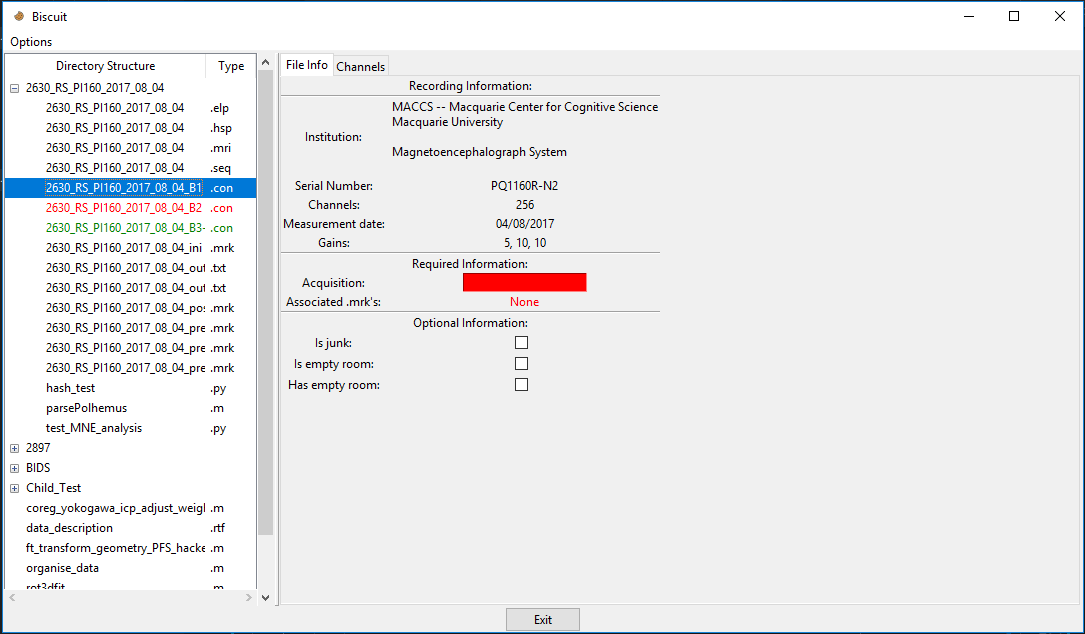 Biscuit
Options
Directory Structure Type
2630_RS_PI160_2017_08_04
2630_RS_PI160_2017_08_04 .elp
2630_RS_PI160_2017_08_04 .hsp
2630_RS_PI160_2017_08_04 .mri
2630_RS_PI160_2017_08_04 .seq
2630_RS_PI160_2017_08_04_B1 .con
2630_RS_PI160_2017_08_04_B2 .con
2630_RS_PI160_2017_08_04_B3- .con
2630_RS_PI160_2017_08_04_ini .mrk
2630_RS_PI160_2017_08_04_out .txt
2630_RS_PI160_2017_08_04_out .txt
2630_RS_PI160_2017_08_04_pos .mrk
2630_RS_PI160_2017_08_04_pre .mrk
2630_RS_PI160_2017_08_04_pre .mrk
2630_RS_PI160_2017_08_04_pre .mrk
hash_test .py
parsePolhemus .m
test_MNE_analysis .py
2897
BIDS
Child_Test
coreg_yokogawa_icp_adjust_weigl .m
data_description .rtf
ft_transform_geometry_PFS_hacke .m
organise_data .m
rot3dfit .m
File Info Channels
Recording Information:
Institution:
MACCS -- Macquarie Center for Cognitive Science
Macquarie University
Magnetoencephalograph System
Serial Number: PQ1160R-N2
Channels: 256
Measurement date: 04/08/2017
Gains: 5, 10, 10
Required Information:
Acquisition:
Associated .mrk's: None
Optional Information:
Is junk:
Is empty room:
Has empty room:
Exit